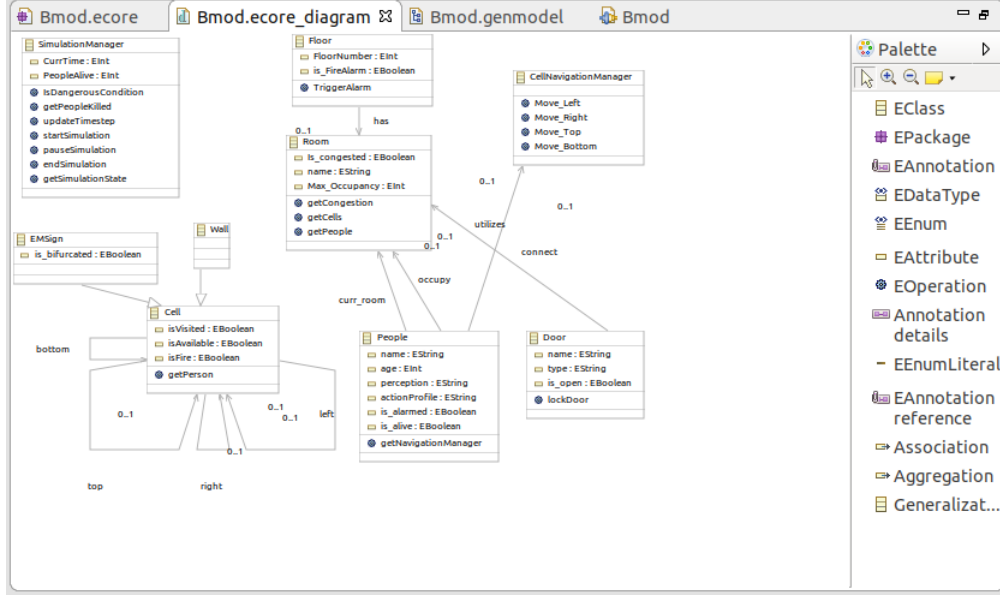 Bmod.ecore
Bmod.ecore_diagram
Bmod.genmodel
Bmod
SimulationManager
CurrTime : EInt
PeopleAlive : EInt
IsDangerousCondition
getPeopleKilled
updateTimestep
startSimulation
pauseSimulation
endSimulation
getSimulationState
Floor
FloorNumber : EInt
is_FireAlarm : EBoolean
TriggerAlarm
has
0..1
Room
Is_congested : EBoolean
name : EString
Max_Occupancy : EInt
getCongestion
getCells
getPeople
CellNavigationManager
Move_Left
Move_Right
Move_Top
Move_Bottom
0..1
0..1
utilizes
0..1
0..1
connect
occupy
curr_room
EMSign
is_bifurcated : EBoolean
Wall
Cell
isVisited : EBoolean
isAvailable : EBoolean
isFire : EBoolean
getPerson
bottom
0..1
0..1
0..1
left
0..1
top
right
People
name : EString
age : EInt
perception : EString
actionProfile : EString
is_alarmed : EBoolean
is_alive : EBoolean
getNavigationManager
Door
name : EString
type : EString
is_open : EBoolean
lockDoor
Palette
EClass
EPackage
EAnnotation
EDataType
EEnum
EAttribute
EOperation
Annotation
details
EEnumLiteral
EAnnotation
reference
Association
Aggregation
Generalizat...